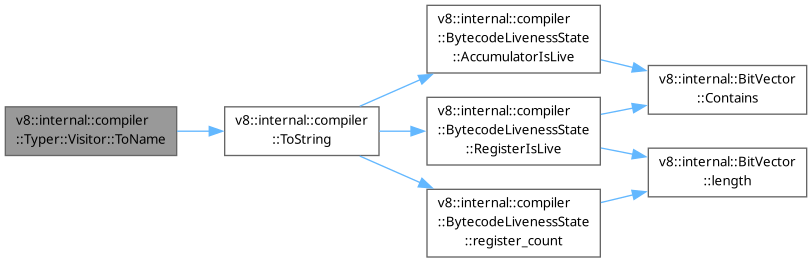 v8::internal::compiler
::Typer::Visitor::ToName
v8::internal::compiler
::ToString
v8::internal::compiler
::BytecodeLivenessState
::AccumulatorIsLive
v8::internal::compiler
::BytecodeLivenessState
::RegisterIsLive
v8::internal::compiler
::BytecodeLivenessState
::register_count
v8::internal::BitVector
::Contains
v8::internal::BitVector
::length